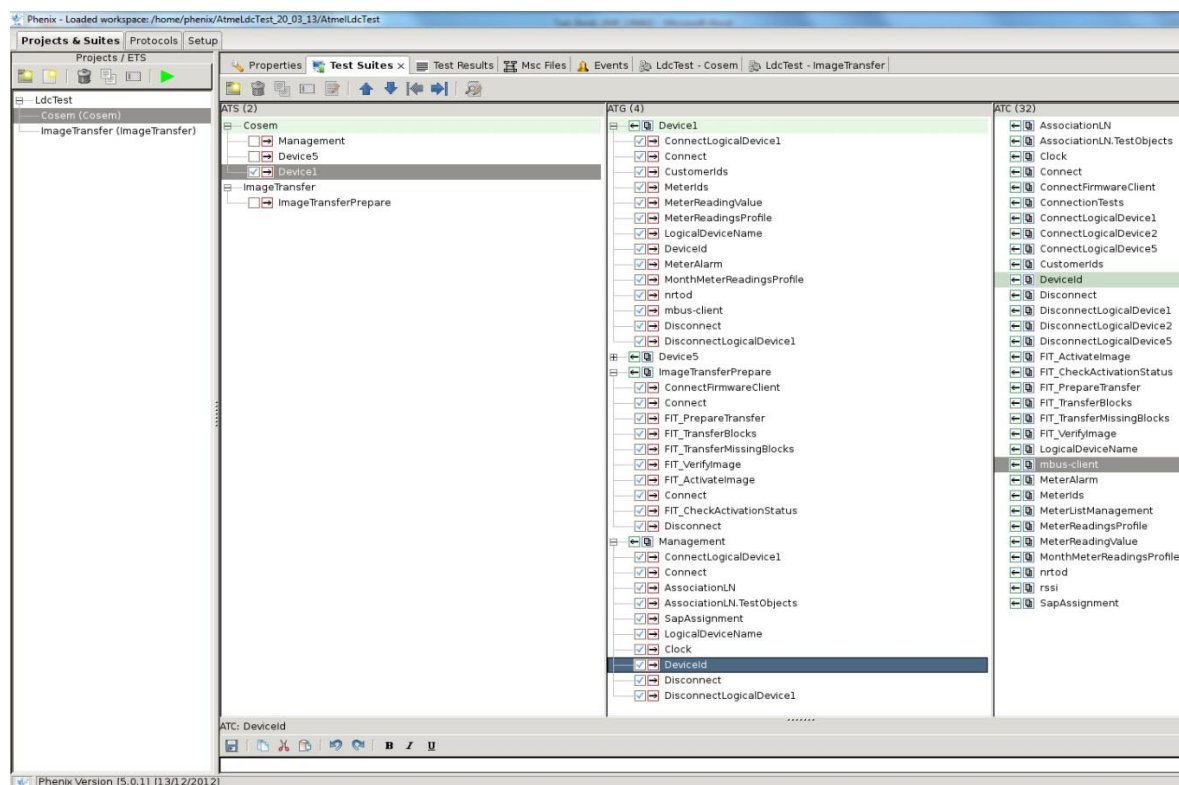 Phenix - Loaded workspace: /home/phenix/AtmeLdcTest_20_03_13/AtmelLdcTest
Projects & Suites Protocols Setup
Projects / ETS
LdcTest
Cosem (Cosem)
ImageTransfer (ImageTransfer)
Properties Test Suites × Test Results Msc Files Events LdcTest - Cosem LdcTest - ImageTransfer
ATS (2)
Cosem
Management
Device5
Device1
ImageTransfer
ImageTransferPrepare
ATG (4)
Device1
ConnectLogicalDevice1
Connect
CustomerIds
MeterIds
MeterReadingValue
MeterReadingsProfile
LogicalDeviceName
DeviceId
MeterAlarm
MonthMeterReadingsProfile
nrtod
mbus-client
Disconnect
DisconnectLogicalDevice1
Device5
ImageTransferPrepare
ConnectFirmwareClient
Connect
FIT_PrepareTransfer
FIT_TransferBlocks
FIT_TransferMissingBlocks
FIT_VerifyImage
FIT_ActivateImage
Connect
FIT_CheckActivationStatus
Disconnect
Management
ConnectLogicalDevice1
Connect
AssociationLN
AssociationLN.TestObjects
SapAssignment
LogicalDeviceName
Clock
DeviceId
Disconnect
DisconnectLogicalDevice1
ATC (32)
AssociationLN
AssociationLN.TestObjects
Clock
Connect
ConnectFirmwareClient
ConnectionTests
ConnectLogicalDevice1
ConnectLogicalDevice2
ConnectLogicalDevice5
CustomerIds
DeviceId
Disconnect
DisconnectLogicalDevice1
DisconnectLogicalDevice2
DisconnectLogicalDevice5
FIT_ActivateImage
FIT_CheckActivationStatus
FIT_PrepareTransfer
FIT_TransferBlocks
FIT_TransferMissingBlocks
FIT_VerifyImage
LogicalDeviceName
mbus-client
MeterAlarm
MeterIds
MeterListManagement
MeterReadingsProfile
MeterReadingValue
MonthMeterReadingsProfile
nrtod
rssi
SapAssignment
ATC: DeviceId
B I U
Phenix Version [5.0.1] [13/12/2012]